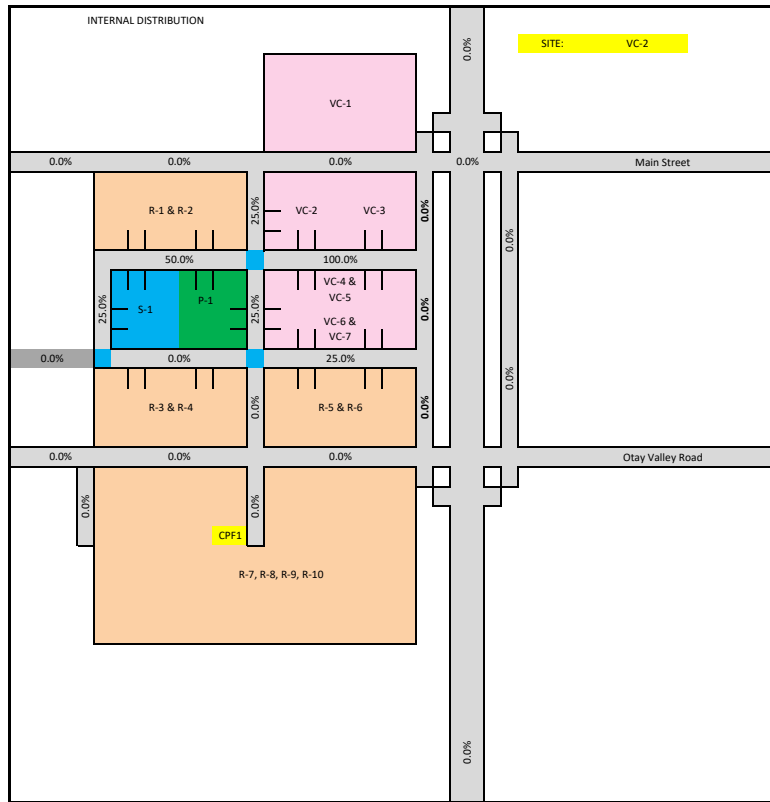 INTERNAL DISTRIBUTION
0.0%
SITE: VC-2
VC-1
0.0% 0.0% 0.0% 0.0% Main Street
R-1 & R-2
25.0%
VC-2 VC-3
0.0%
0.0%
50.0% 100.0%
25.0%
S-1
P-1
25.0%
VC-4 &
VC-5
VC-6 &
VC-7
0.0%
0.0% 0.0% 25.0%
0.0%
R-3 & R-4
0.0%
R-5 & R-6
0.0%
0.0% 0.0% 0.0% Otay Valley Road
0.0%
0.0%
CPF1
R-7, R-8, R-9, R-10
0.0%